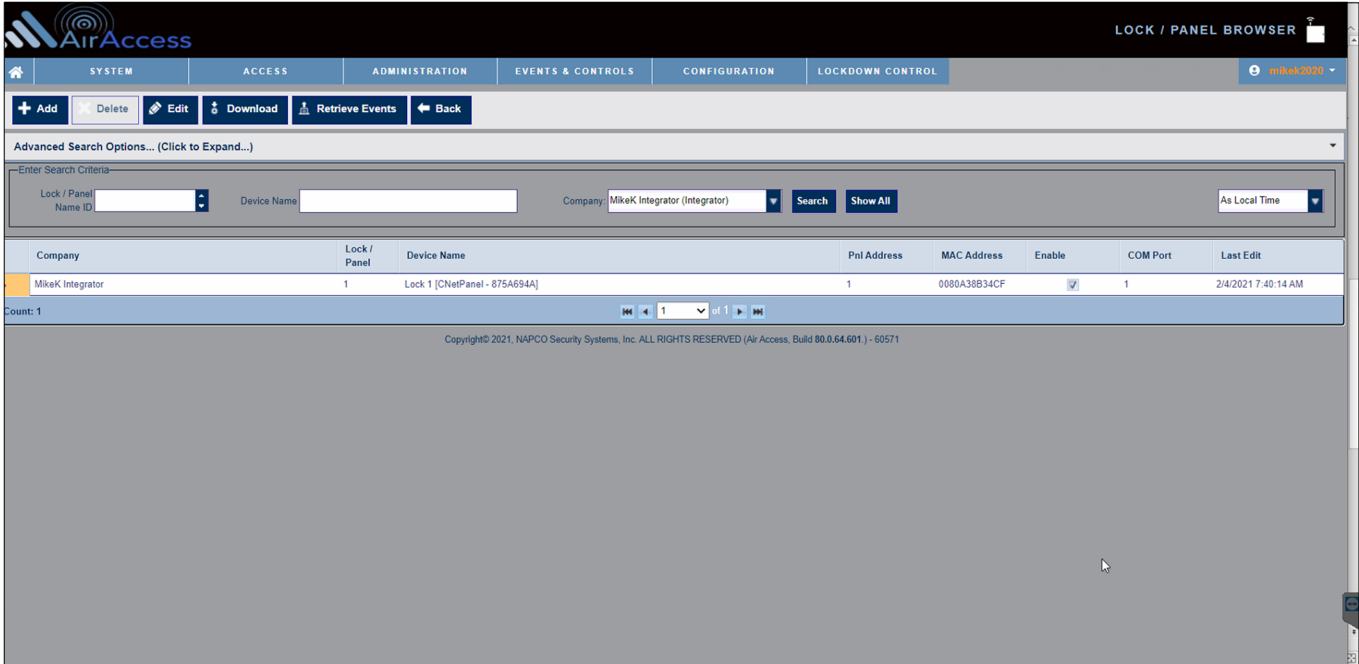 AirAccess
LOCK / PANEL BROWSER
SYSTEM ACCESS ADMINISTRATION EVENTS & CONTROLS CONFIGURATION LOCKDOWN CONTROL mikek2020
Add Delete Edit Download Retrieve Events Back
Advanced Search Options... (Click to Expand...)
Enter Search Criteria
Lock / Panel
Name ID
Device Name
Company: MikeK Integrator (Integrator) Search Show All As Local Time
Company Lock / Panel Device Name Pnl Address MAC Address Enable COM Port Last Edit
MikeK Integrator 1 Lock 1 [CNetPanel - 875A694A] 1 0080A38B34CF 1 2/4/2021 7:40:14 AM
Count: 1 1 of 1
Copyright© 2021, NAPCO Security Systems, Inc. ALL RIGHTS RESERVED (Air Access, Build 80.0.64.601.) - 60571